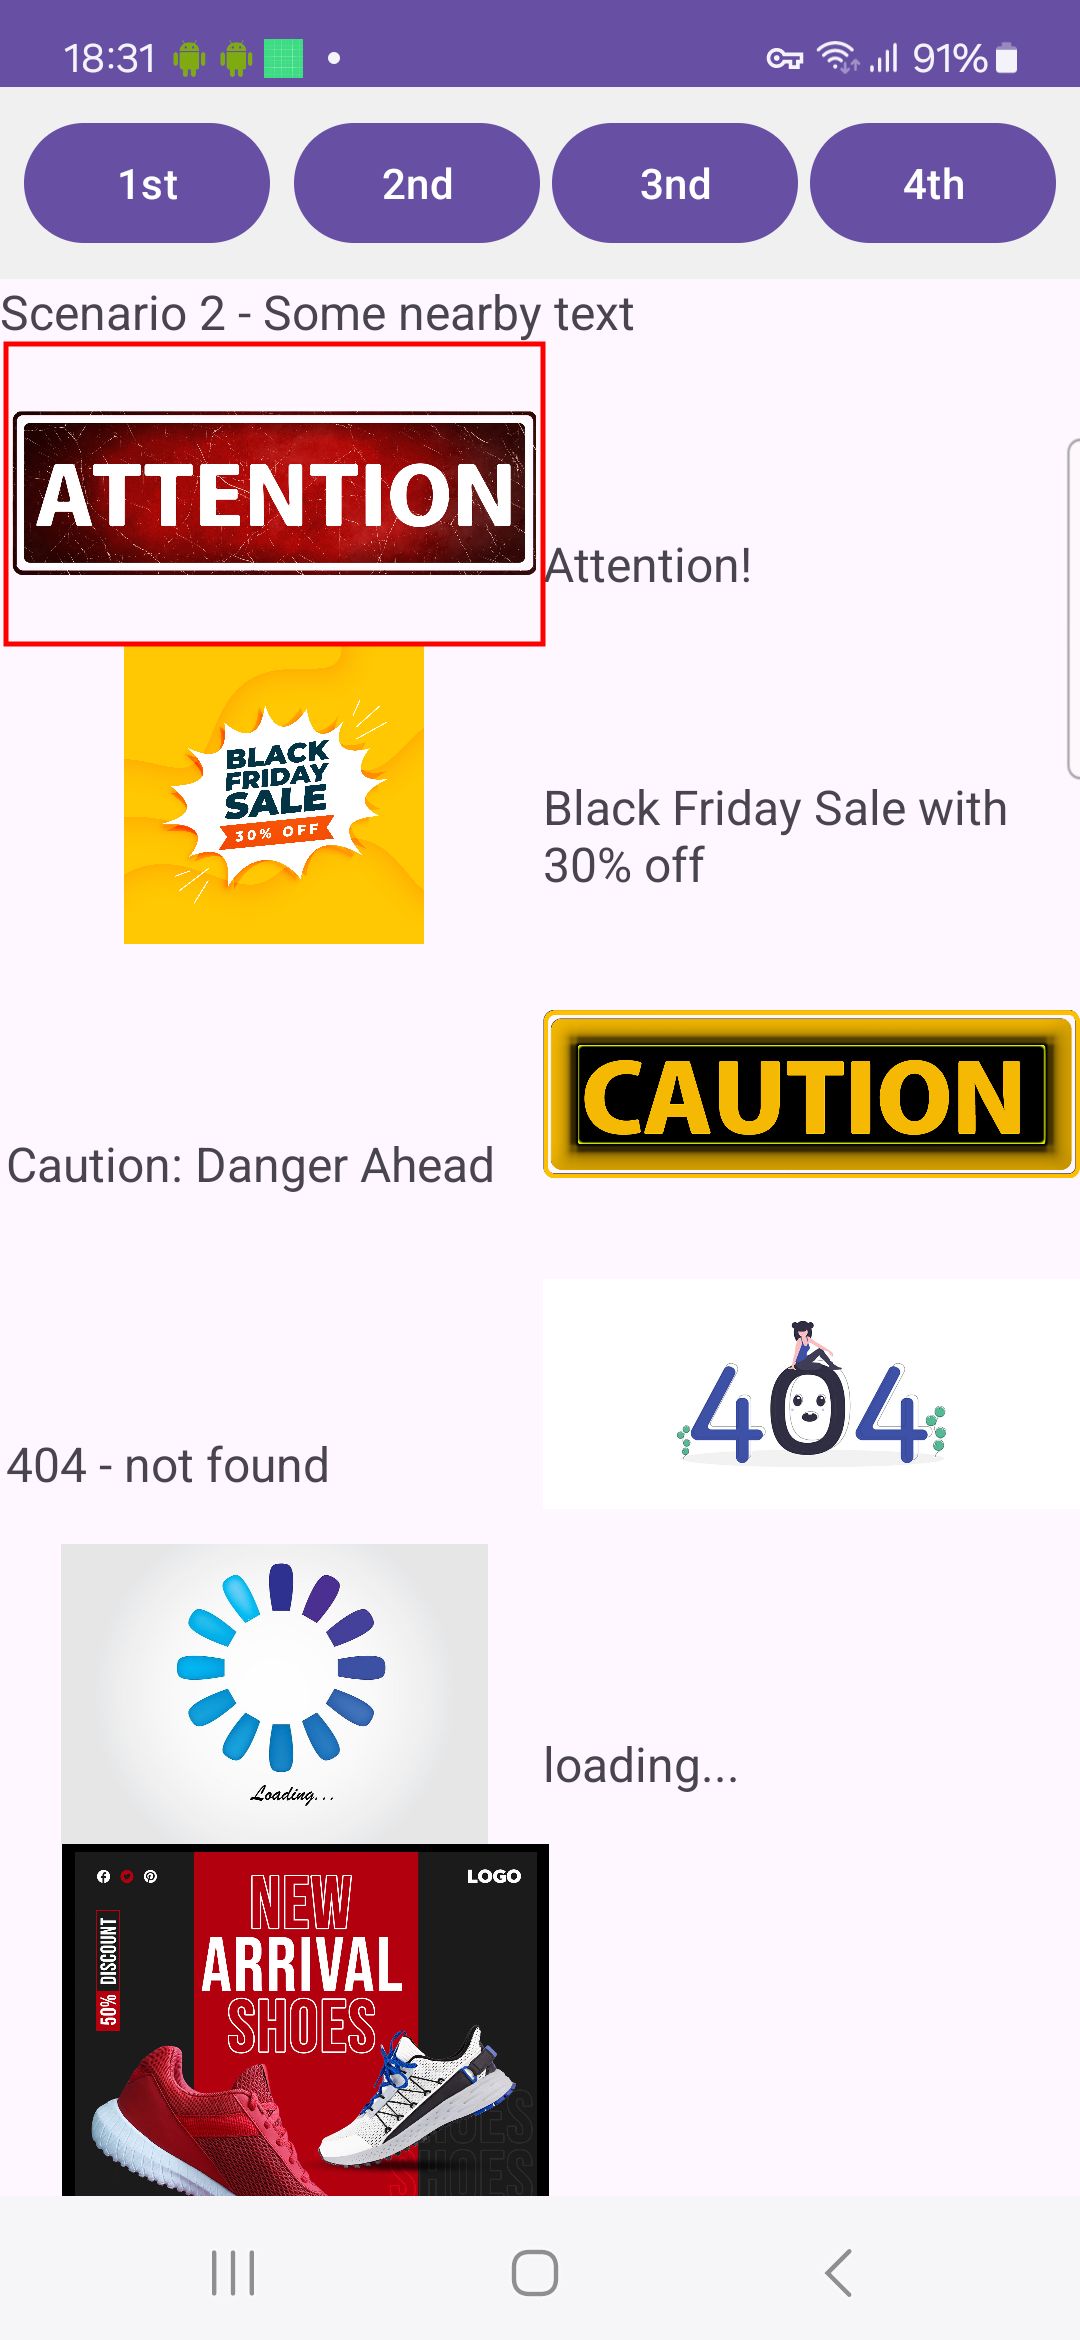 18:31
91%
1st 2nd 3nd 4th
Scenario 2 - Some nearby text
ATTENTION
Attention!
BLACK
FRIDAY
SALE
30% OFF
Black Friday Sale with
30% off
Caution: Danger Ahead
CAUTION
404 - not found
404
Loading...
loading...
LOGO
NEW
ARRIVAL
SHOES
50% DISCOUNT
SHOES
SHOES